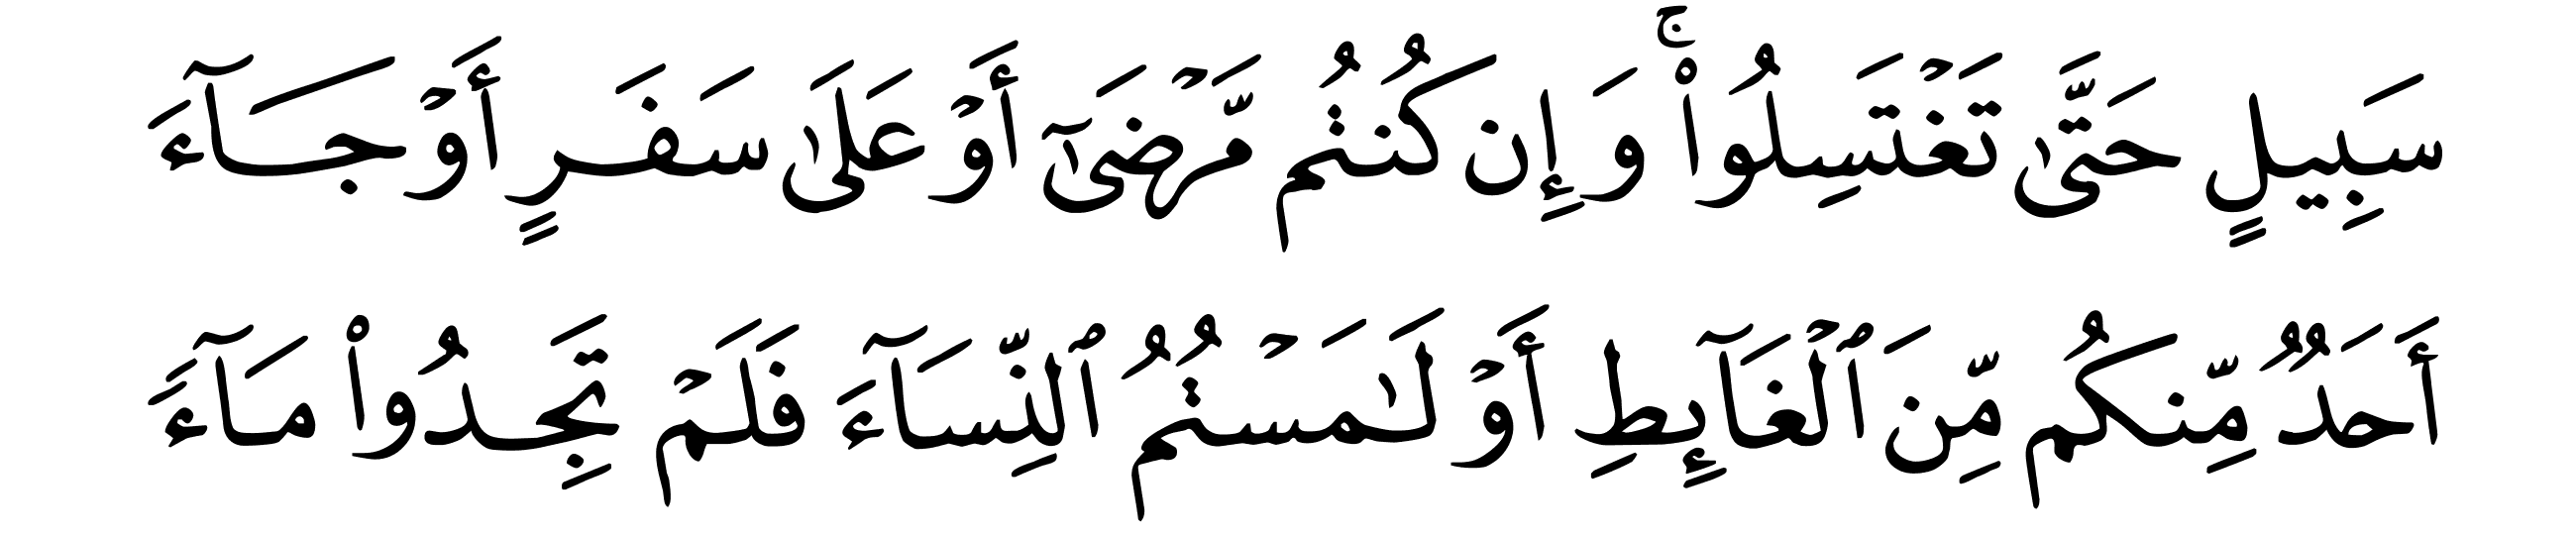 سَبِيلٍ حَتَّىٰ تَغْتَسِلُوا۟ ۚ وَإِن كُنتُم مَّرْضَىٰٓ أَوْ عَلَىٰ سَفَرٍ أَوْ جَآءَ
أَحَدٌ مِّنكُم مِّنَ ٱلْغَآئِطِ أَوْ لَـٰمَسْتُمُ ٱلنِّسَآءَ فَلَمْ تَجِدُوا۟ مَآءً